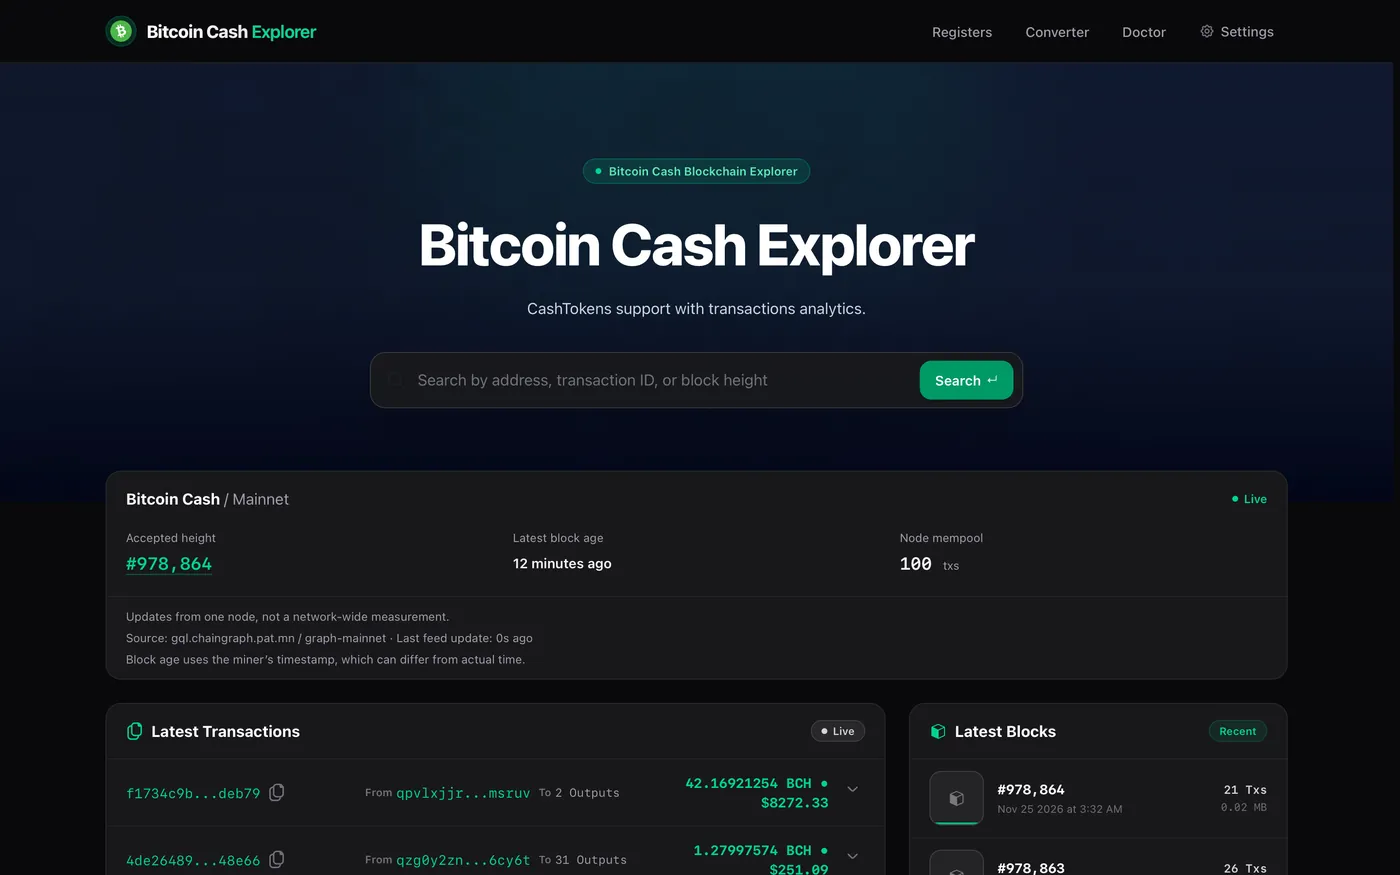 Bitcoin Cash Explorer
Registers
Converter
Doctor
Settings
Bitcoin Cash Blockchain Explorer
Bitcoin Cash Explorer
CashTokens support with transactions analytics.
Search by address, transaction ID, or block height
Search ↵
Bitcoin Cash / Mainnet
Live
Accepted height
Latest block age
Node mempool
#978,864
12 minutes ago
100 txs
Updates from one node, not a network-wide measurement.
Source: gql.chaingraph.pat.mn / graph-mainnet · Last feed update: 0s ago
Block age uses the miner's timestamp, which can differ from actual time.
Latest Transactions
Live
f1734c9b...deb79
From qpvlxjjr...msruv To 2 Outputs
42.16921254 BCH
$8272.33
4de26489...48e66
From qzg0y2zn...6cy6t To 31 Outputs
1.27997574 BCH
$251.09
Latest Blocks
Recent
#978,864
21 Txs
Nov 25 2026 at 3:32 AM
0.02 MB
#978,863
26 Txs